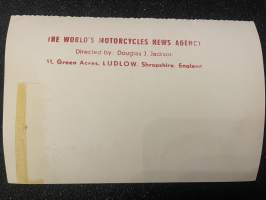 THE WORLD'S MOTORCYCLES NEWS AGENCY
Directed by: Douglas J. Jackson
11, Green Acres, LUDLOW, Shropshire, England